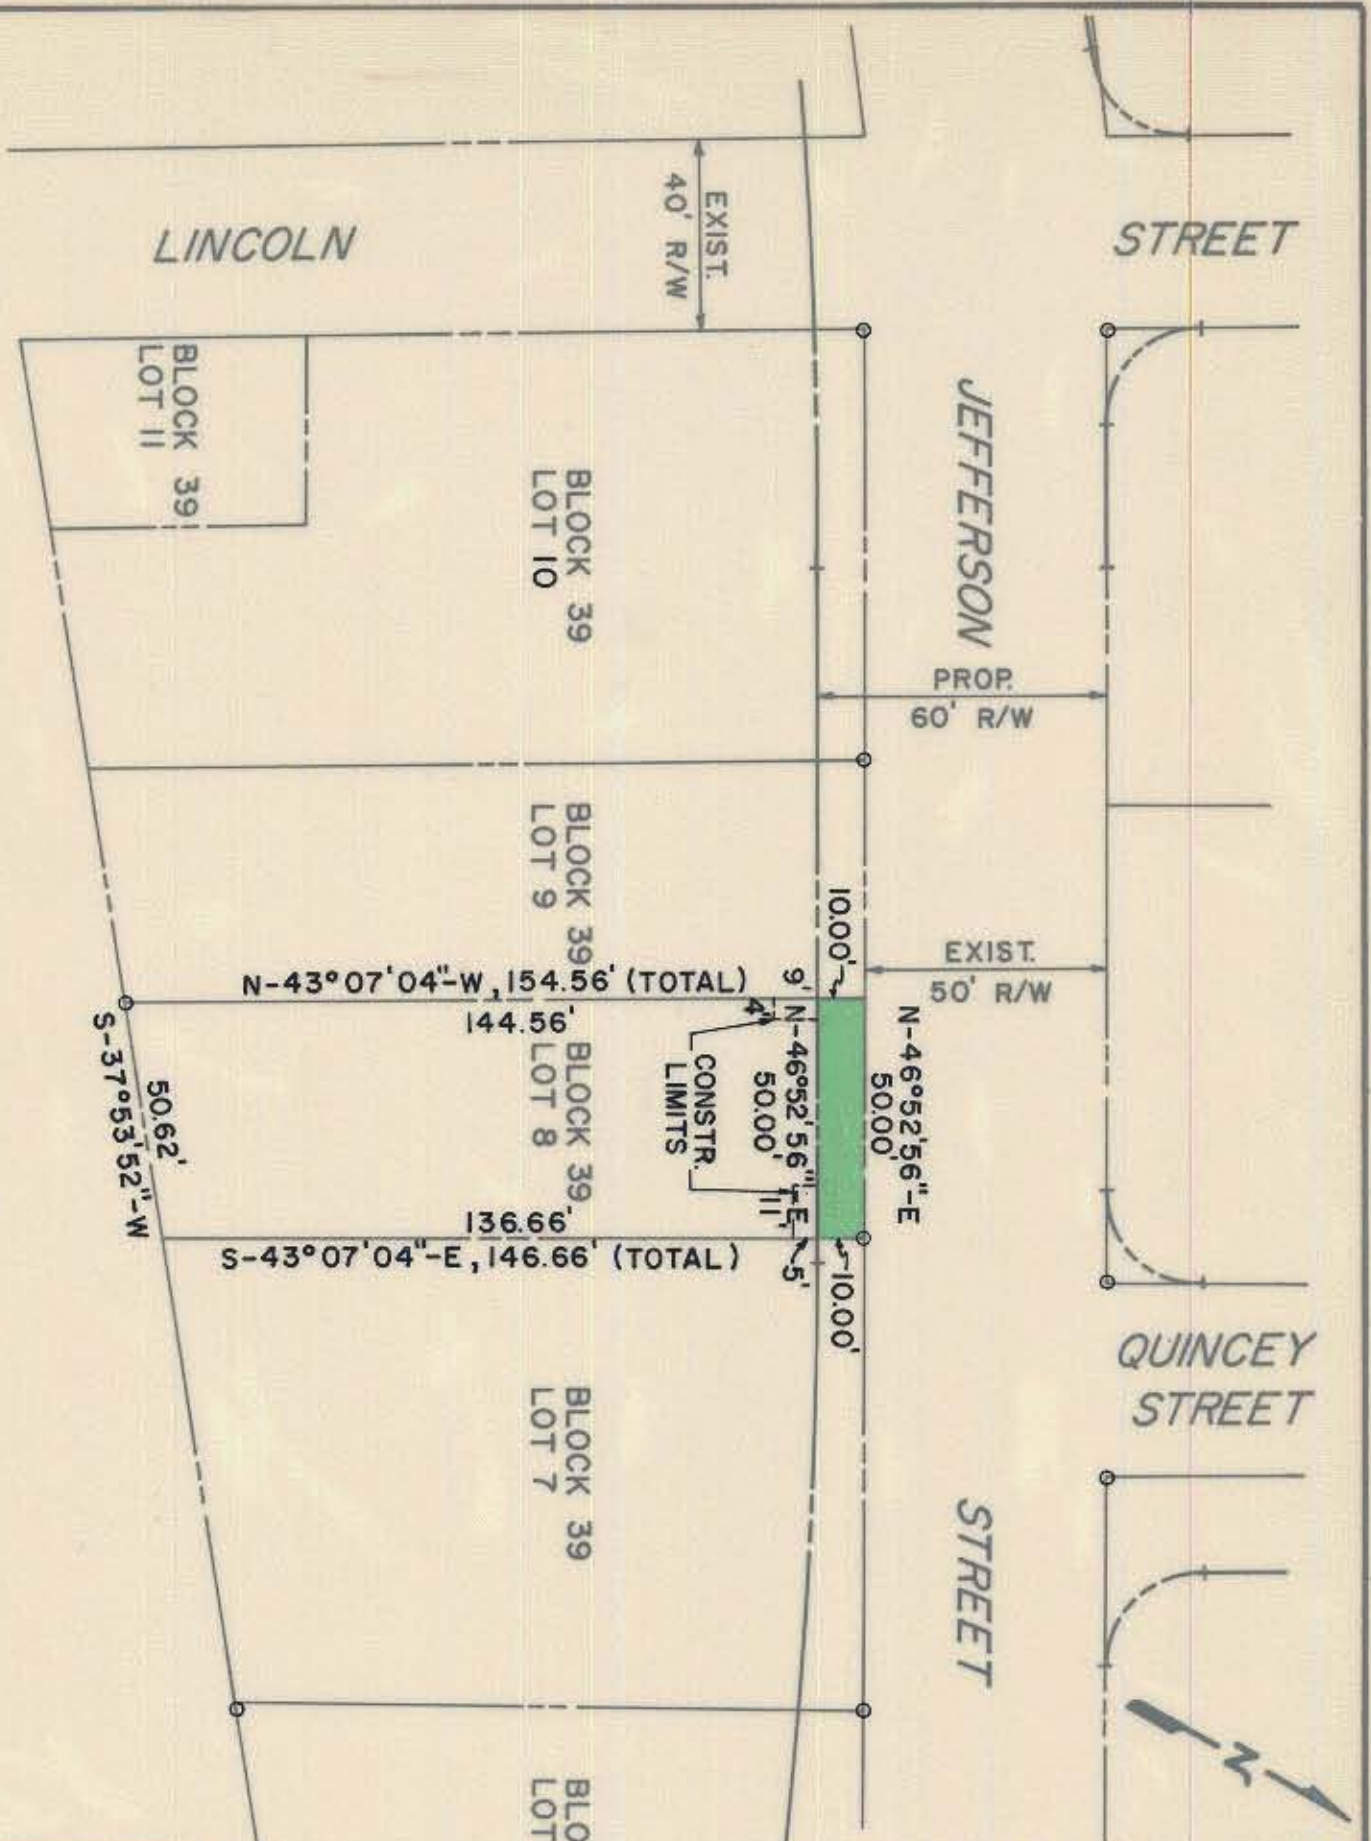 LINCOLN
STREET
EXIST.
40' R/W
BLOCK 39
LOT 11
BLOCK 39
LOT 10
JEFFERSON
PROP.
60' R/W
BLOCK 39
LOT 9
10.00'
EXIST.
50' R/W
N-43°07'04"-W, 154.56' (TOTAL)
144.56'
9'
4'
N-46°52'56"-E
50.00'
N-46°52'56"-E
50.00'
CONSTR.
LIMITS
BLOCK 39
LOT 8
50.62'
S-37°53'52"-W
136.66'
S-43°07'04"-E, 146.66' (TOTAL)
11'
5'
10.00'
QUINCEY
STREET
BLOCK 39
LOT 7
STREET
N
BLO
LOT